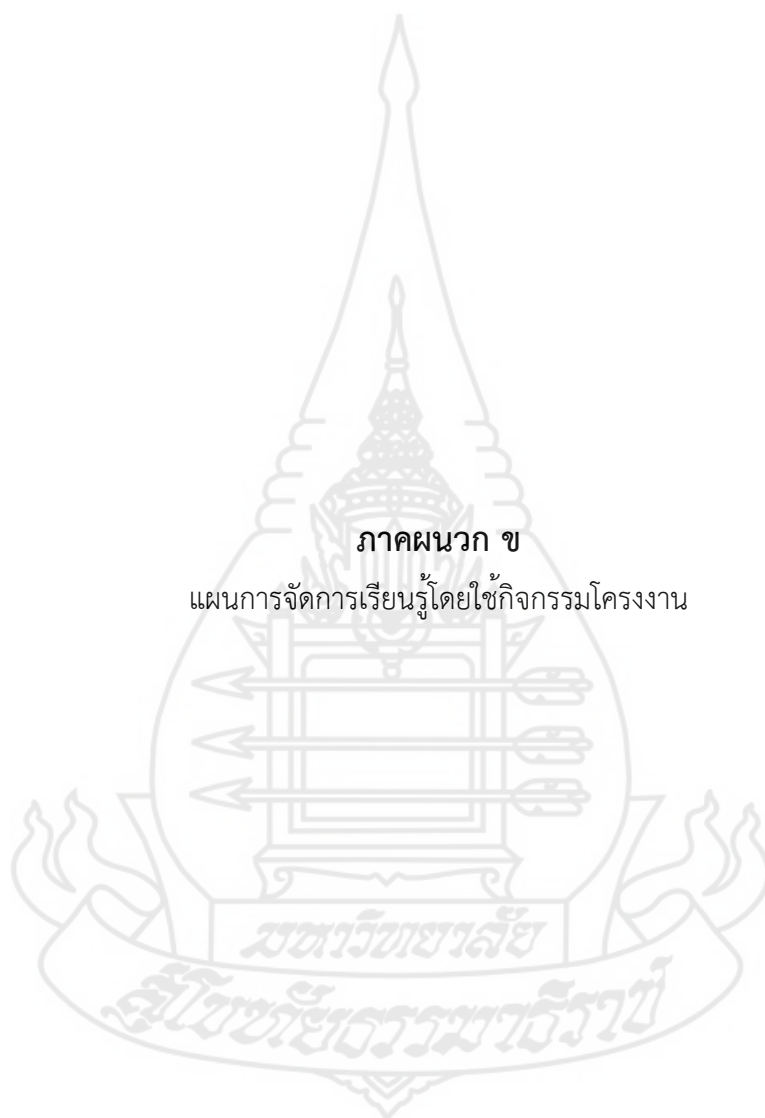 ภาคผนวก ข
แผนการจัดการเรียนรู้โดยใช้กิจกรรมโครงงาน
มหาวิทยาลัย
สุโขทัยธรรมาธิราช